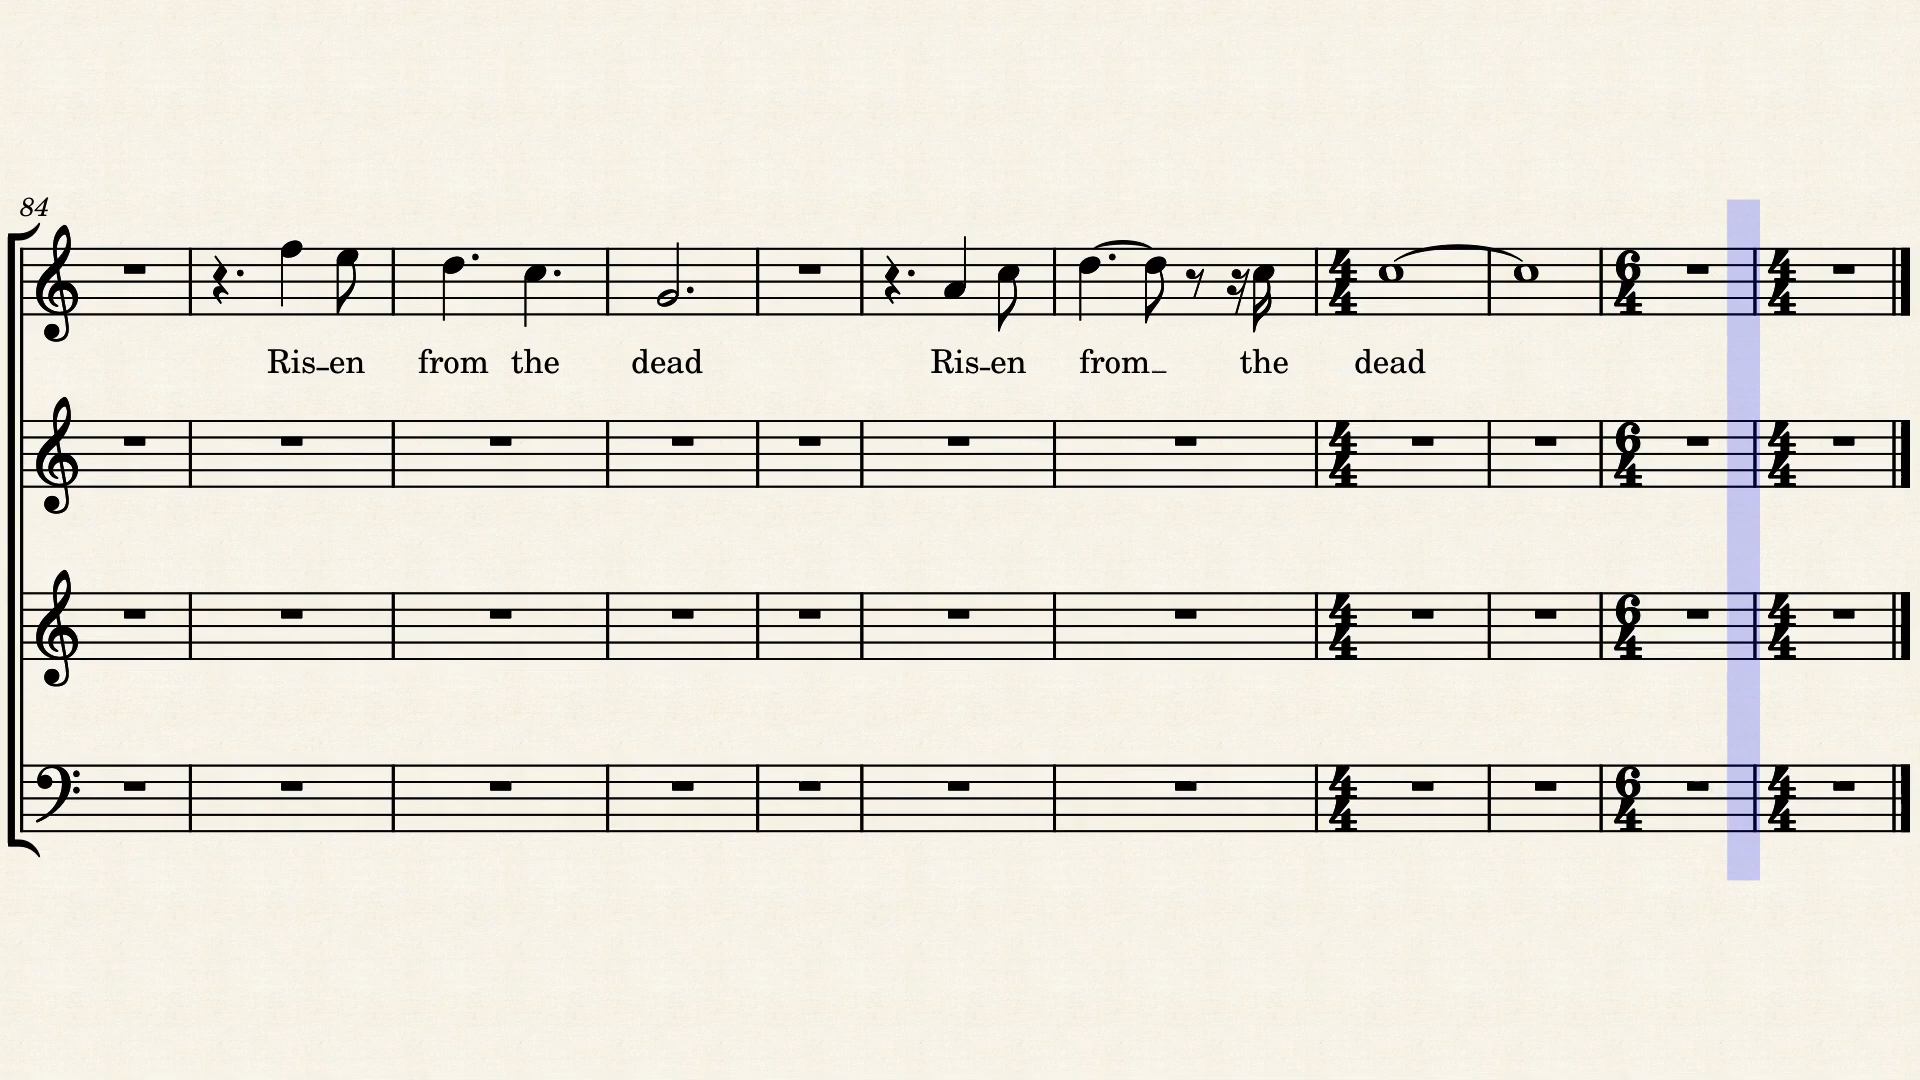 84
Ris-en from the dead Ris-en from_ the dead